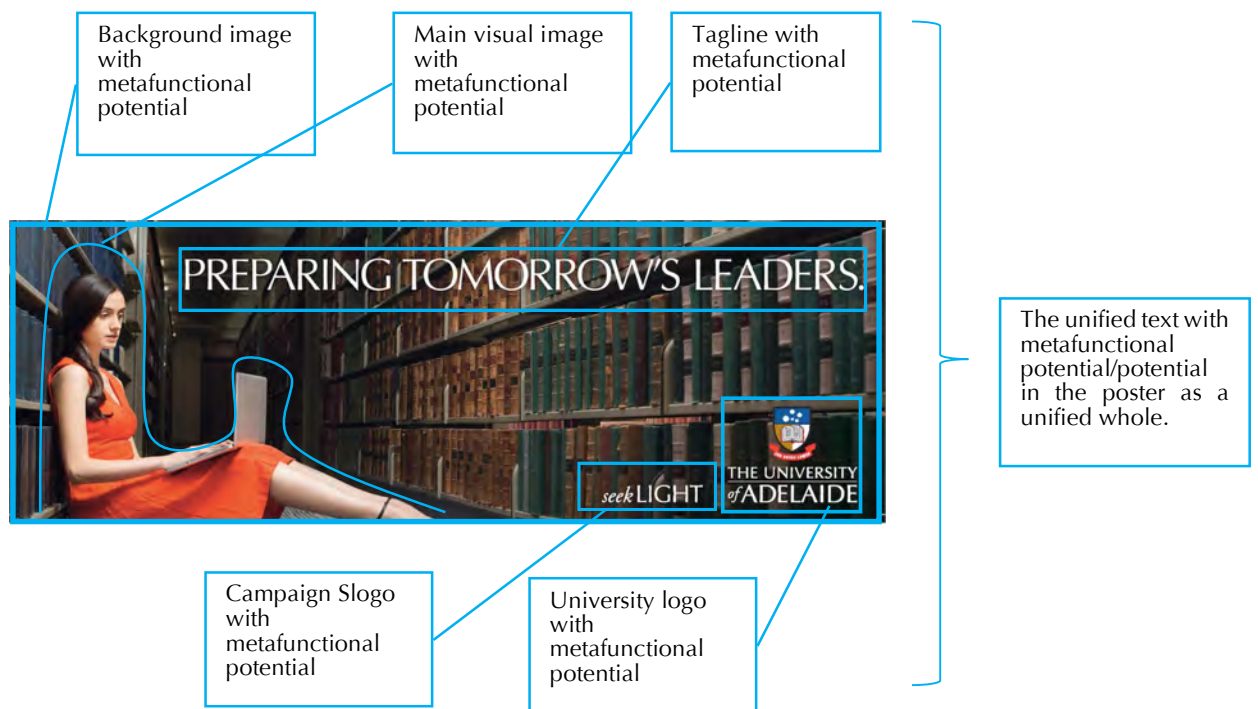 Background image
with
metafunctional
potential
Main visual image
with
metafunctional
potential
Tagline with
metafunctional
potential
PREPARING TOMORROW'S LEADERS.
The unified text with
metafunctional
potential/potential
in the poster as a
unified whole.
seek LIGHT
THE UNIVERSITY
of ADELAIDE
Campaign Slogo
with
metafunctional
potential
University logo
with
metafunctional
potential